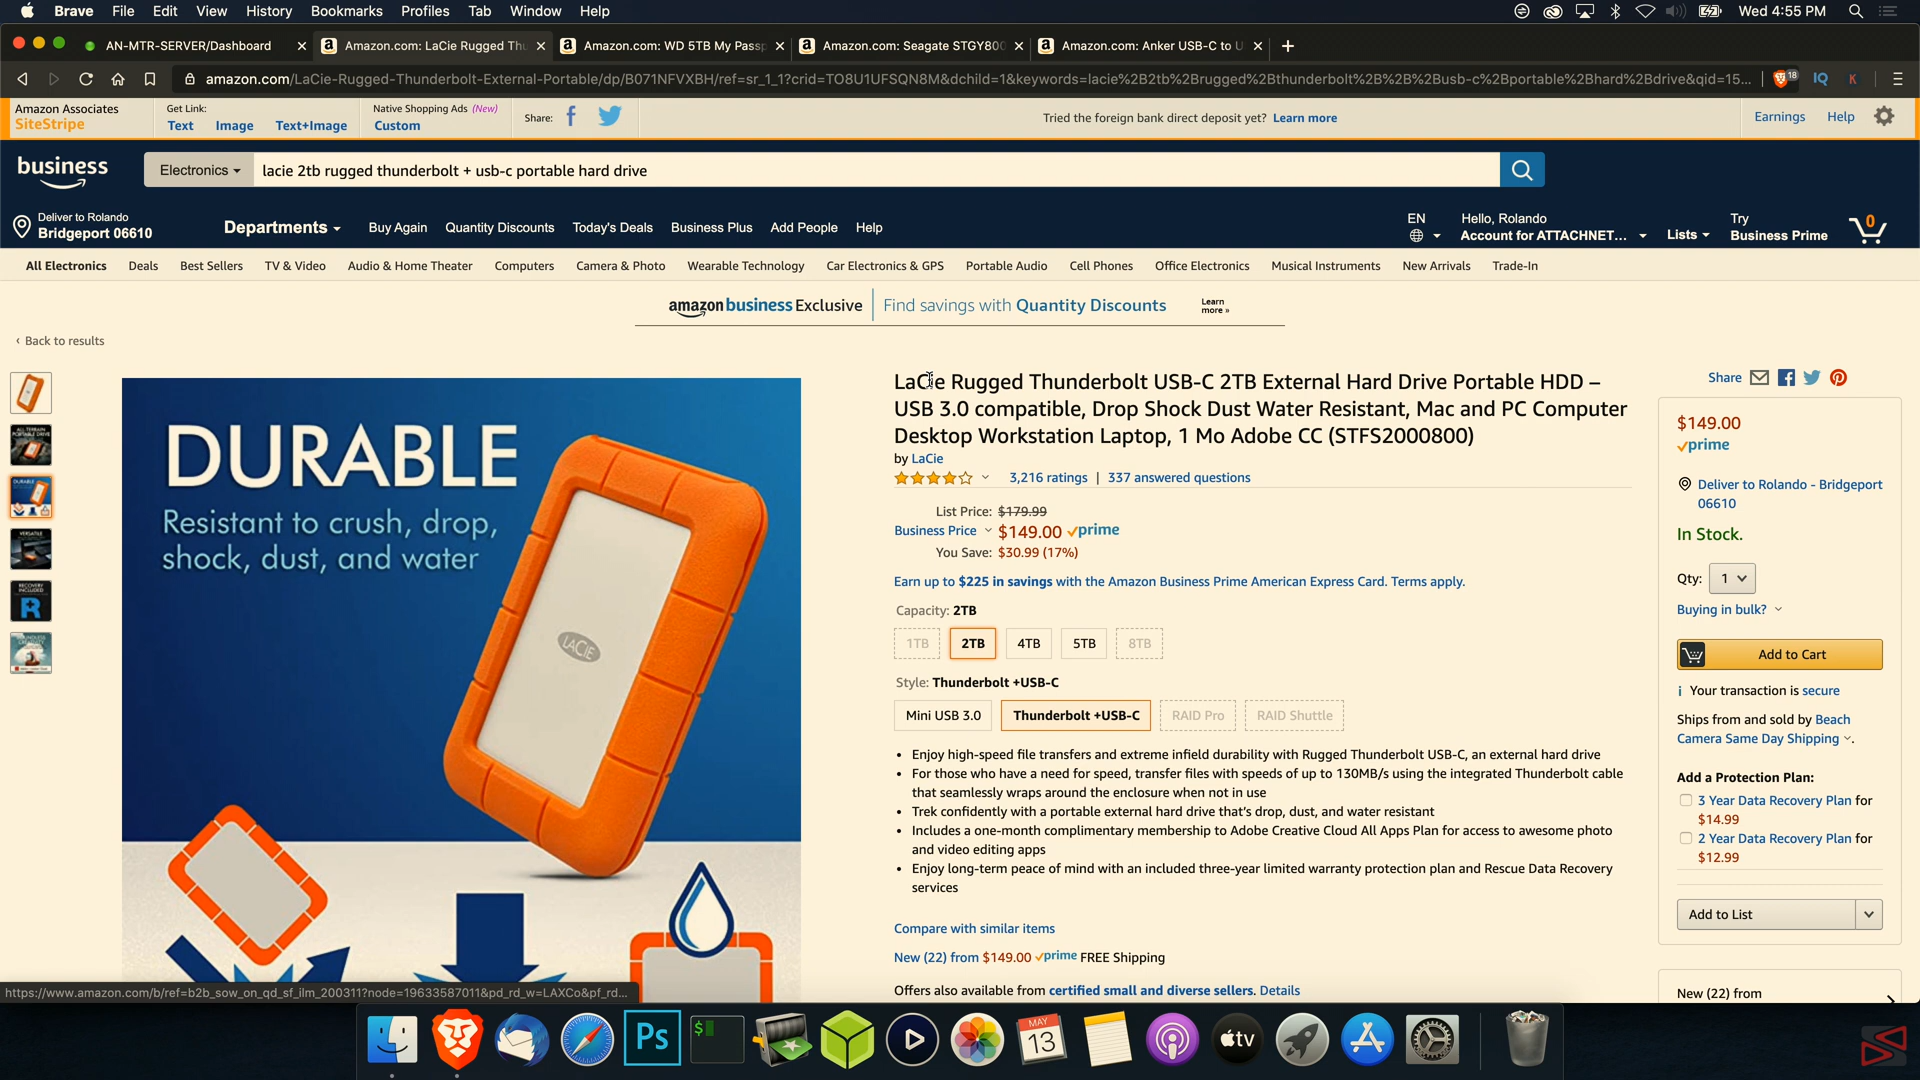 Brave File Edit View History Bookmarks Profiles Tab Window Help Wed 4:55 PM
AN-MTR-SERVER/Dashboard Amazon.com: LaCie Rugged Thu Amazon.com: WD 5TB My Passp Amazon.com: Seagate STGY800 Amazon.com: Anker USB-C to U
amazon.com/LaCie-Rugged-Thunderbolt-External-Portable/dp/B071NFVXBH/ref=sr_1_1?crid=TO8U1UFSQN8M&dchild=1&keywords=lacie%2B2tb%2Brugged%2Bthunderbolt%2B%2B%2Busb-c%2Bportable%2Bhard%2Bdrive&qid=15... 18 IQ K
Amazon Associates
SiteStripe
Get Link:
Text Image Text+Image
Native Shopping Ads (New)
Custom
Share:
Tried the foreign bank direct deposit yet? Learn more
Earnings Help
business
Electronics lacie 2tb rugged thunderbolt + usb-c portable hard drive
Deliver to Rolando
Bridgeport 06610
Departments Buy Again Quantity Discounts Today's Deals Business Plus Add People Help
EN
Hello, Rolando
Account for ATTACHNET...
Lists
Try
Business Prime
0
All Electronics Deals Best Sellers TV & Video Audio & Home Theater Computers Camera & Photo Wearable Technology Car Electronics & GPS Portable Audio Cell Phones Office Electronics Musical Instruments New Arrivals Trade-In
amazon business Exclusive Find savings with Quantity Discounts Learn more »
‹ Back to results
DURABLE
Resistant to crush, drop,
shock, dust, and water
LACIE
LaCie Rugged Thunderbolt USB-C 2TB External Hard Drive Portable HDD –
USB 3.0 compatible, Drop Shock Dust Water Resistant, Mac and PC Computer
Desktop Workstation Laptop, 1 Mo Adobe CC (STFS2000800)
by LaCie
3,216 ratings | 337 answered questions
List Price: $179.99
Business Price $149.00 prime
You Save: $30.99 (17%)
Earn up to $225 in savings with the Amazon Business Prime American Express Card. Terms apply.
Capacity: 2TB
1TB 2TB 4TB 5TB 8TB
Style: Thunderbolt +USB-C
Mini USB 3.0 Thunderbolt +USB-C RAID Pro RAID Shuttle
• Enjoy high-speed file transfers and extreme infield durability with Rugged Thunderbolt USB-C, an external hard drive
• For those who have a need for speed, transfer files with speeds of up to 130MB/s using the integrated Thunderbolt cable
that seamlessly wraps around the enclosure when not in use
• Trek confidently with a portable external hard drive that's drop, dust, and water resistant
• Includes a one-month complimentary membership to Adobe Creative Cloud All Apps Plan for access to awesome photo
and video editing apps
• Enjoy long-term peace of mind with an included three-year limited warranty protection plan and Rescue Data Recovery
services
Compare with similar items
New (22) from $149.00 prime FREE Shipping
Offers also available from certified small and diverse sellers. Details
Share
$149.00
prime
Deliver to Rolando - Bridgeport
06610
In Stock.
Qty: 1
Buying in bulk?
Add to Cart
Your transaction is secure
Ships from and sold by Beach
Camera Same Day Shipping .
Add a Protection Plan:
3 Year Data Recovery Plan for
$14.99
2 Year Data Recovery Plan for
$12.99
Add to List
New (22) from
https://www.amazon.com/b/ref=b2b_sow_on_qd_sf_ilm_200311?node=19633587011&pd_rd_w=LAXCo&pf_rd...
Ps
$
MAY
13
tv